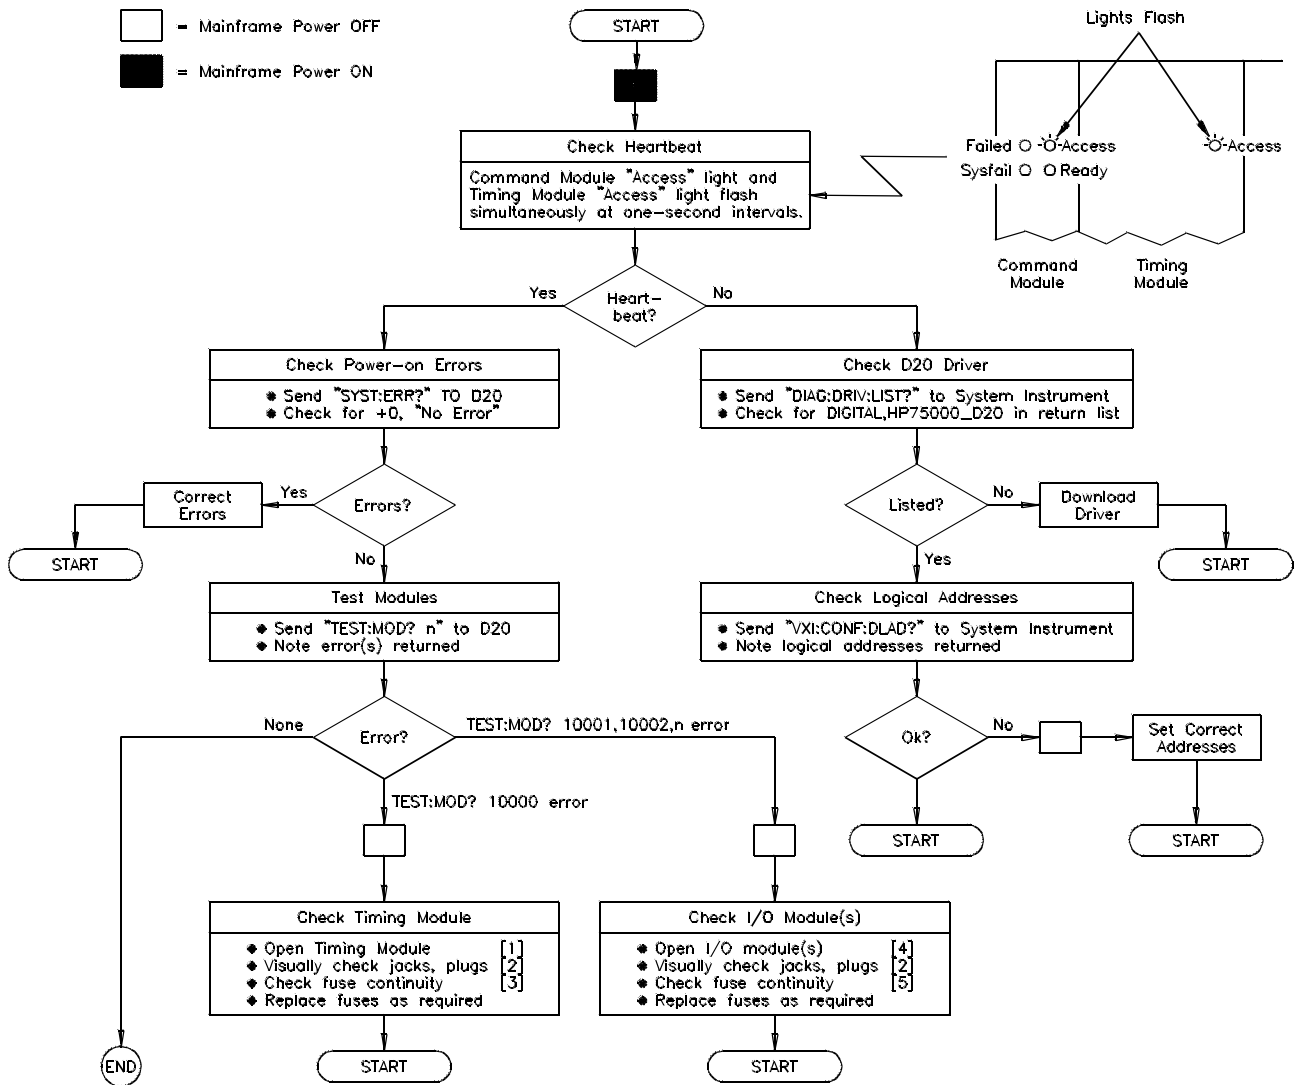 = Mainframe Power OFF
= Mainframe Power ON
START
Lights Flash
Failed Access
Sysfail Ready
Access
Command
Module
Timing
Module
Check Heartbeat
Command Module "Access" light and
Timing Module "Access" light flash
simultaneously at one-second intervals.
Heart-
beat?
Yes
No
Check Power-on Errors
Send "SYST:ERR?" TO D20
Check for +0, "No Error"
Check D20 Driver
Send "DIAG:DRIV:LIST?" to System Instrument
Check for DIGITAL,HP75000_D20 in return list
Errors?
Yes
Correct
Errors
START
No
Listed?
No
Download
Driver
START
Yes
Test Modules
Send "TEST:MOD? n" to D20
Note error(s) returned
Check Logical Addresses
Send "VXI:CONF:DLAD?" to System Instrument
Note logical addresses returned
Error?
None
TEST:MOD? 10001,10002,n error
TEST:MOD? 10000 error
Ok?
No
Set Correct
Addresses
START
START
Check Timing Module
Open Timing Module [1]
Visually check jacks, plugs [2]
Check fuse continuity [3]
Replace fuses as required
Check I/O Module(s)
Open I/O module(s) [4]
Visually check jacks, plugs [2]
Check fuse continuity [5]
Replace fuses as required
END
START
START